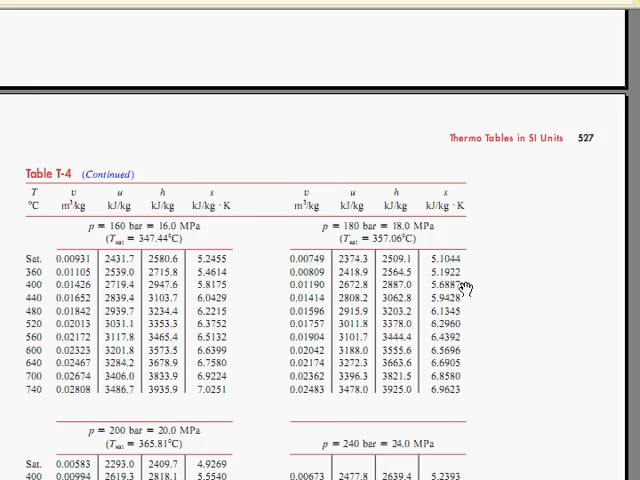 Thermo Tables in SI Units 527
Table T-4 (Continued)
T v u h s v u h s
°C m³/kg kJ/kg kJ/kg kJ/kg · K m³/kg kJ/kg kJ/kg kJ/kg · K
p = 160 bar = 16.0 MPa p = 180 bar = 18.0 MPa
(Tsat = 347.44°C) (Tsat = 357.06°C)
Sat. 0.00931 2431.7 2580.6 5.2455 0.00749 2374.3 2509.1 5.1044
360 0.01105 2539.0 2715.8 5.4614 0.00809 2418.9 2564.5 5.1922
400 0.01426 2719.4 2947.6 5.8175 0.01190 2672.8 2887.0 5.6887
440 0.01652 2839.4 3103.7 6.0429 0.01414 2808.2 3062.8 5.9428
480 0.01842 2939.7 3234.4 6.2215 0.01596 2915.9 3203.2 6.1345
520 0.02013 3031.1 3353.3 6.3752 0.01757 3011.8 3378.0 6.2960
560 0.02172 3117.8 3465.4 6.5132 0.01904 3101.7 3444.4 6.4392
600 0.02323 3201.8 3573.5 6.6399 0.02042 3188.0 3555.6 6.5696
640 0.02467 3284.2 3678.9 6.7580 0.02174 3272.3 3663.6 6.6905
700 0.02674 3406.0 3833.9 6.9224 0.02362 3396.3 3821.5 6.8580
740 0.02808 3486.7 3935.9 7.0251 0.02483 3478.0 3925.0 6.9623
p = 200 bar = 20.0 MPa
(Tsat = 365.81°C) p = 240 bar = 24.0 MPa
Sat. 0.00583 2293.0 2409.7 4.9269
400 0.00994 2619.3 2818.1 5.5540 0.00673 2477.8 2639.4 5.2393